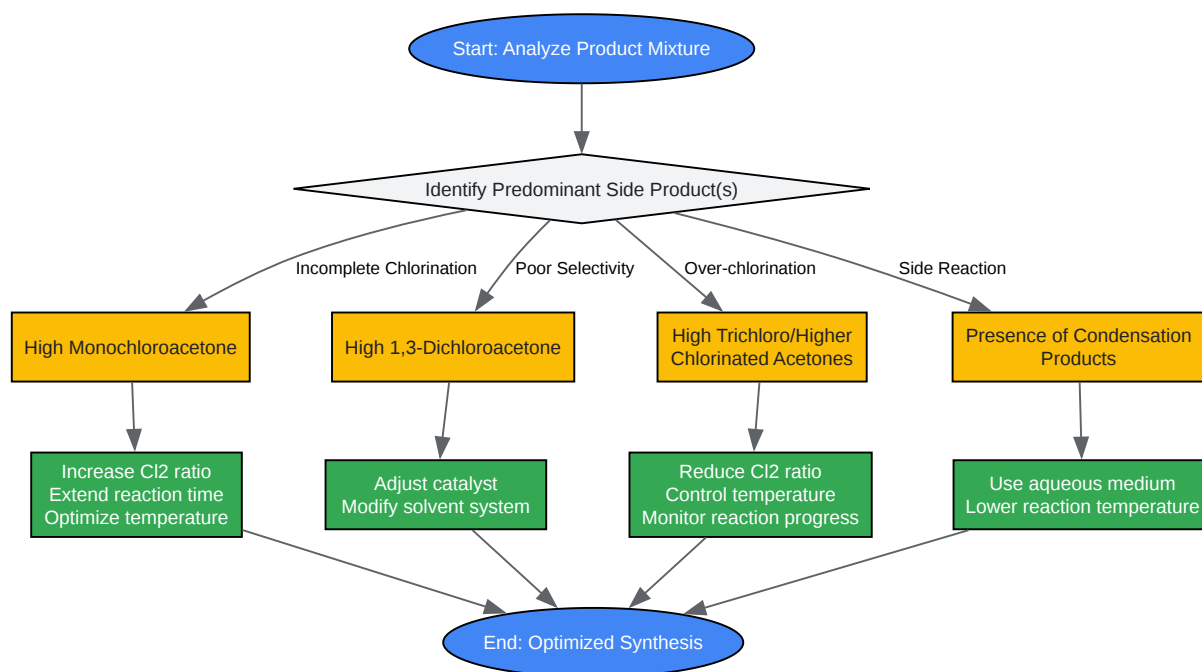 Start: Analyze Product Mixture
Identify Predominant Side Product(s)
Incomplete Chlorination
Poor Selectivity
Over-chlorination
Side Reaction
High Monochloroacetone
High 1,3-Dichloroacetone
High Trichloro/Higher
Chlorinated Acetones
Presence of Condensation
Products
Increase Cl2 ratio
Extend reaction time
Optimize temperature
Adjust catalyst
Modify solvent system
Reduce Cl2 ratio
Control temperature
Monitor reaction progress
Use aqueous medium
Lower reaction temperature
End: Optimized Synthesis